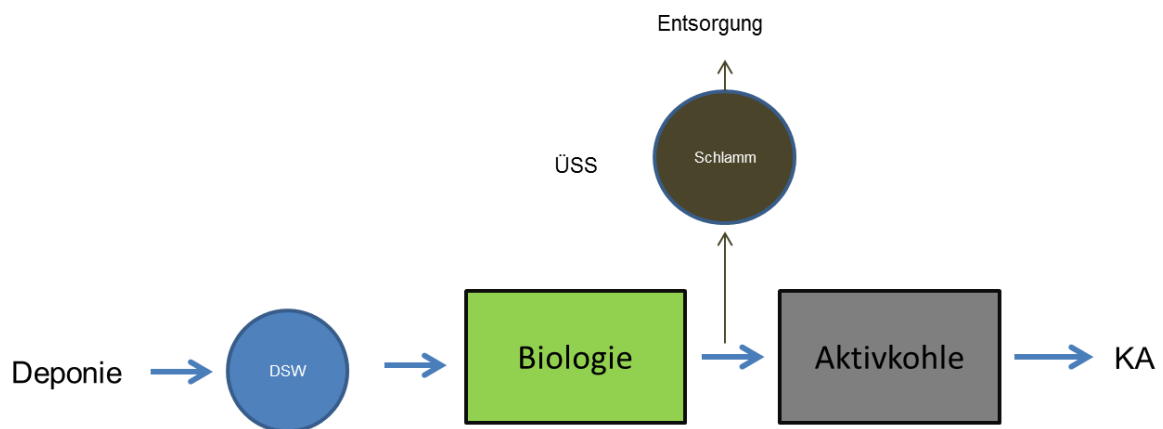 Entsorgung
Schlamm
ÜSS
Deponie
DSW
Biologie
Aktivkohle
KA